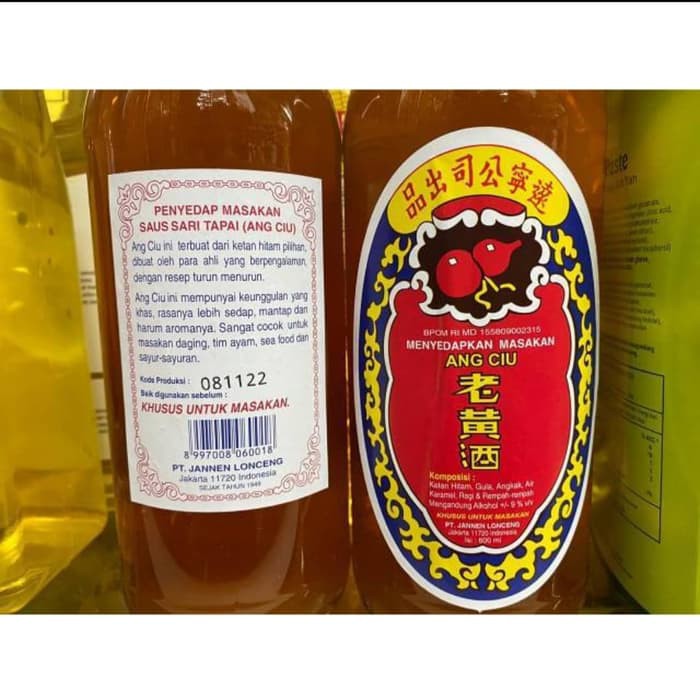 PENYEDAP MASAKAN
SAUS SARI TAPAI (ANG CIU)
Ang Ciu ini terbuat dari ketan hitam pilihan,
dibuat oleh para ahli yang berpengalaman,
dengan resep turun menurun.
Ang Ciu ini mempunyai keunggulan yang
khas, rasanya lebih sedap, mantap dan
harum aromanya. Sangat cocok untuk
masakan daging, tim ayam, sea food dan
sayur-sayuran.
Kode Produksi : 081122
Baik digunakan sebelum :
KHUSUS UNTUK MASAKAN.
8997008060018
PT. JANNEN LONCENG
Jakarta 11720 Indonesia
SEJAK TAHUN 1949
品出司公寧遠
BPOM RI MD 155809002315
MENYEDAPKAN MASAKAN
ANG CIU
老黄酒
Komposisi :
Ketan Hitam, Gula, Angkak, Air
Karamel, Ragi & Rempah-rempah
Mengandung Alkohol +/- 9 % v/v
KHUSUS UNTUK MASAKAN
PT. JANNEN LONCENG
Jakarta 11720 Indonesia
Isi : 600 ml